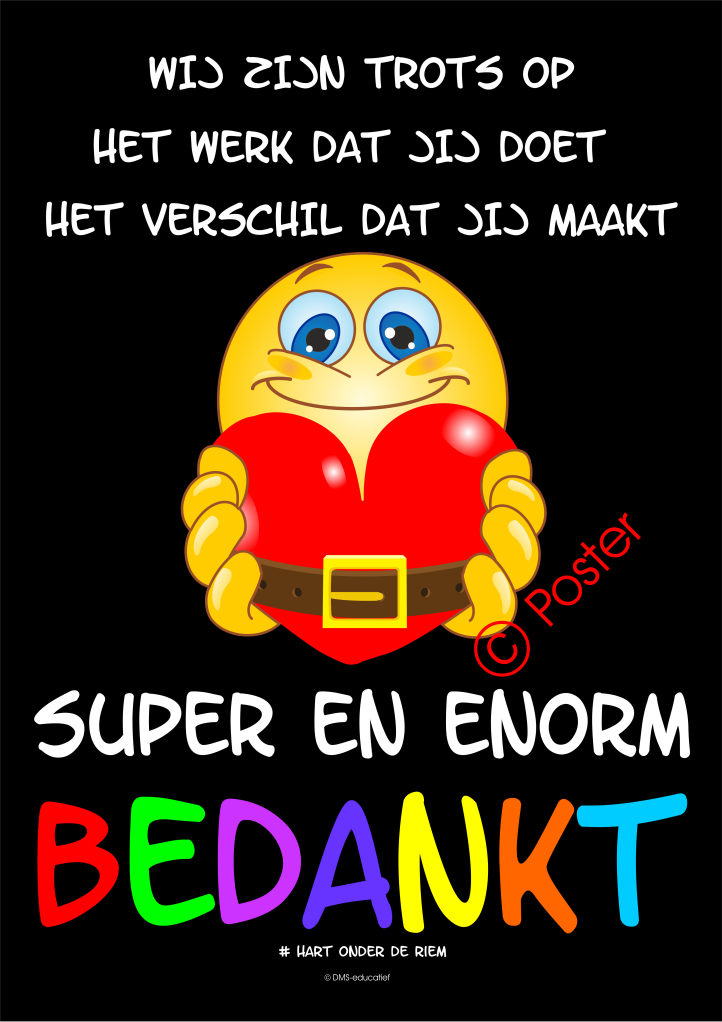 WIJ ZIJN TROTS OP
HET WERK DAT JIJ DOET
HET VERSCHIL DAT JIJ MAAKT
© Poster
SUPER EN ENORM
BEDANKT
# HART ONDER DE RIEM
© DMS-educatief